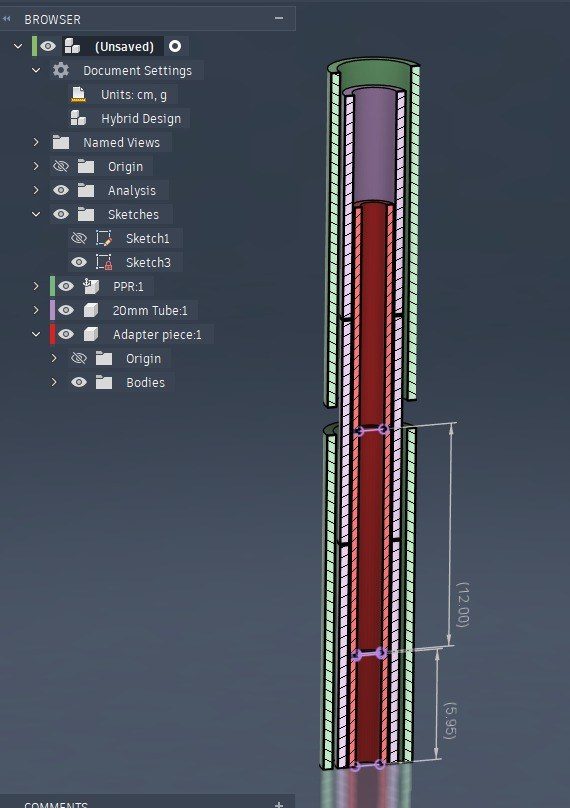 BROWSER
(Unsaved)
Document Settings
Units: cm, g
Hybrid Design
Named Views
Origin
Analysis
Sketches
Sketch1
Sketch3
PPR:1
20mm Tube:1
Adapter piece:1
Origin
Bodies
(12.00)
(5.95)
COMMENTS